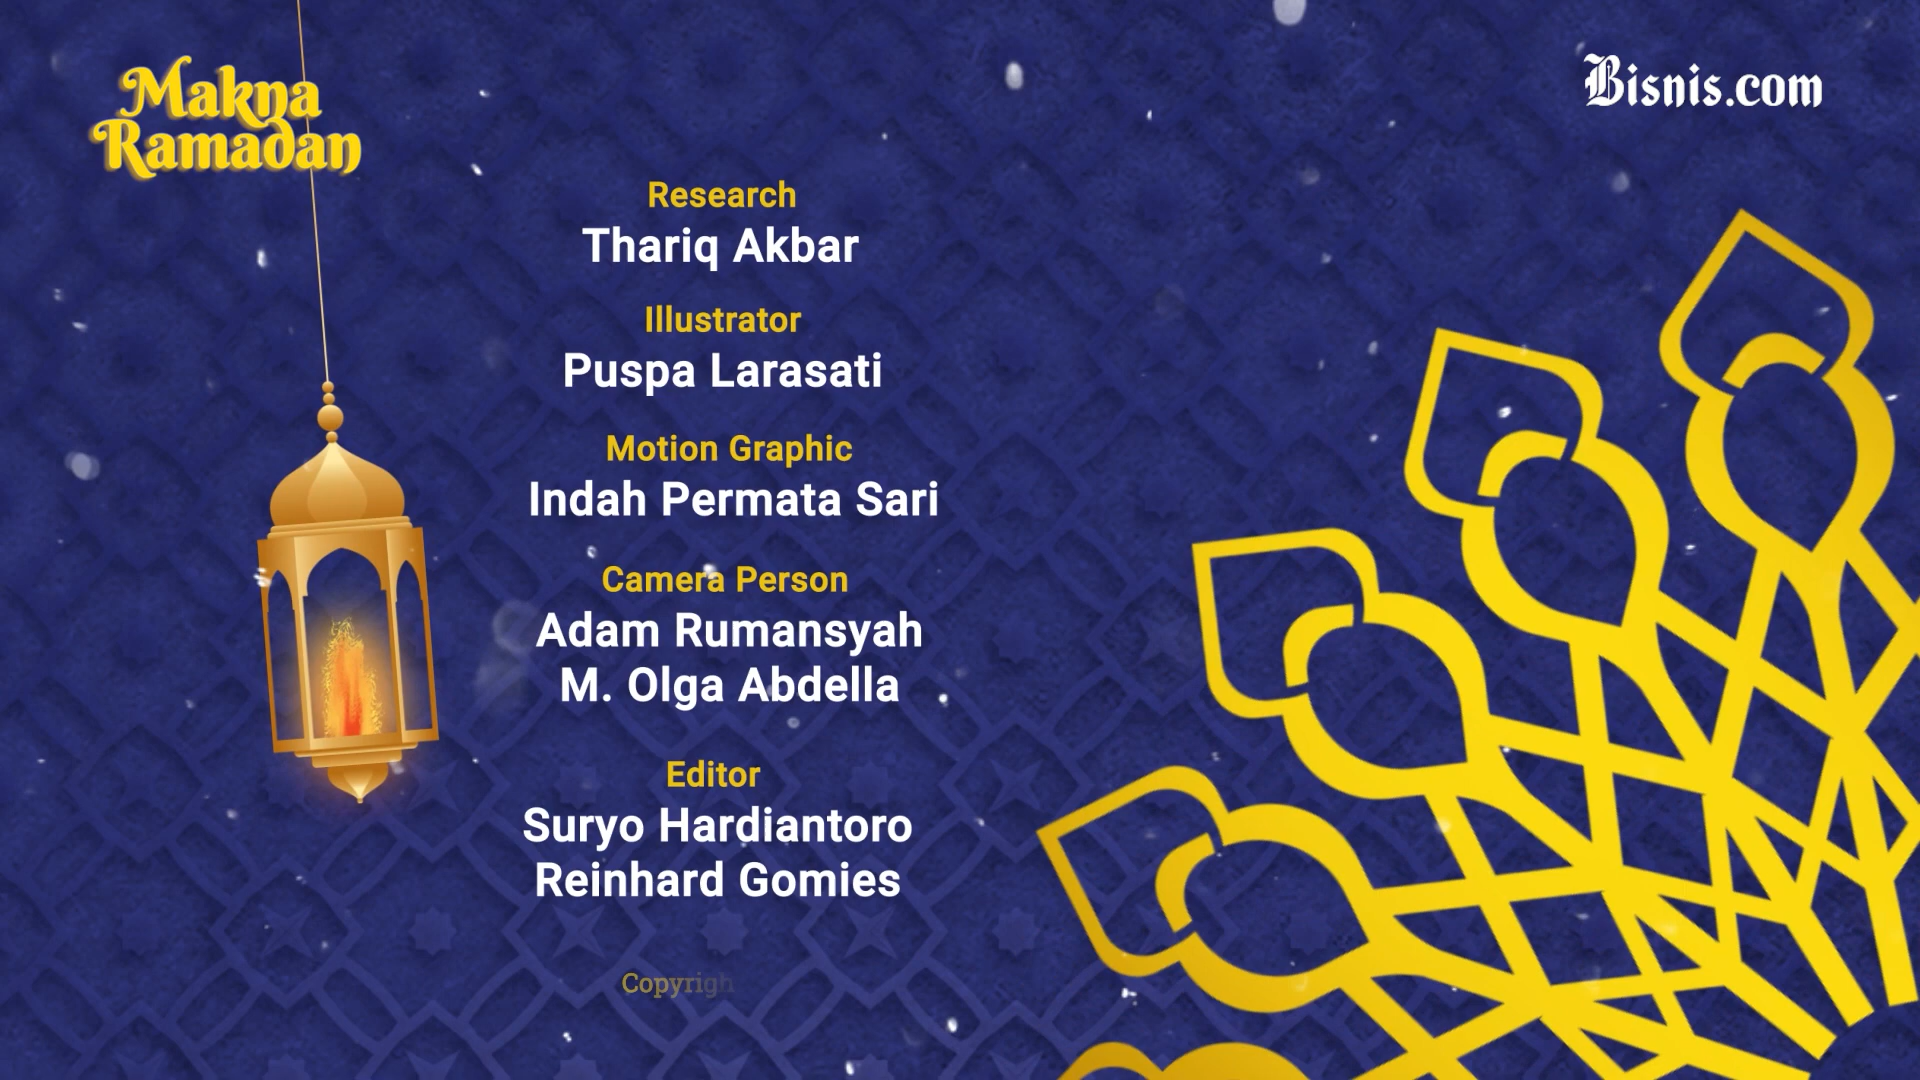 Makna
Ramadan
Bisnis.com
Research
Thariq Akbar
Illustrator
Puspa Larasati
Motion Graphic
Indah Permata Sari
Camera Person
Adam Rumansyah
M. Olga Abdella
Editor
Suryo Hardiantoro
Reinhard Gomies
Copyrigh